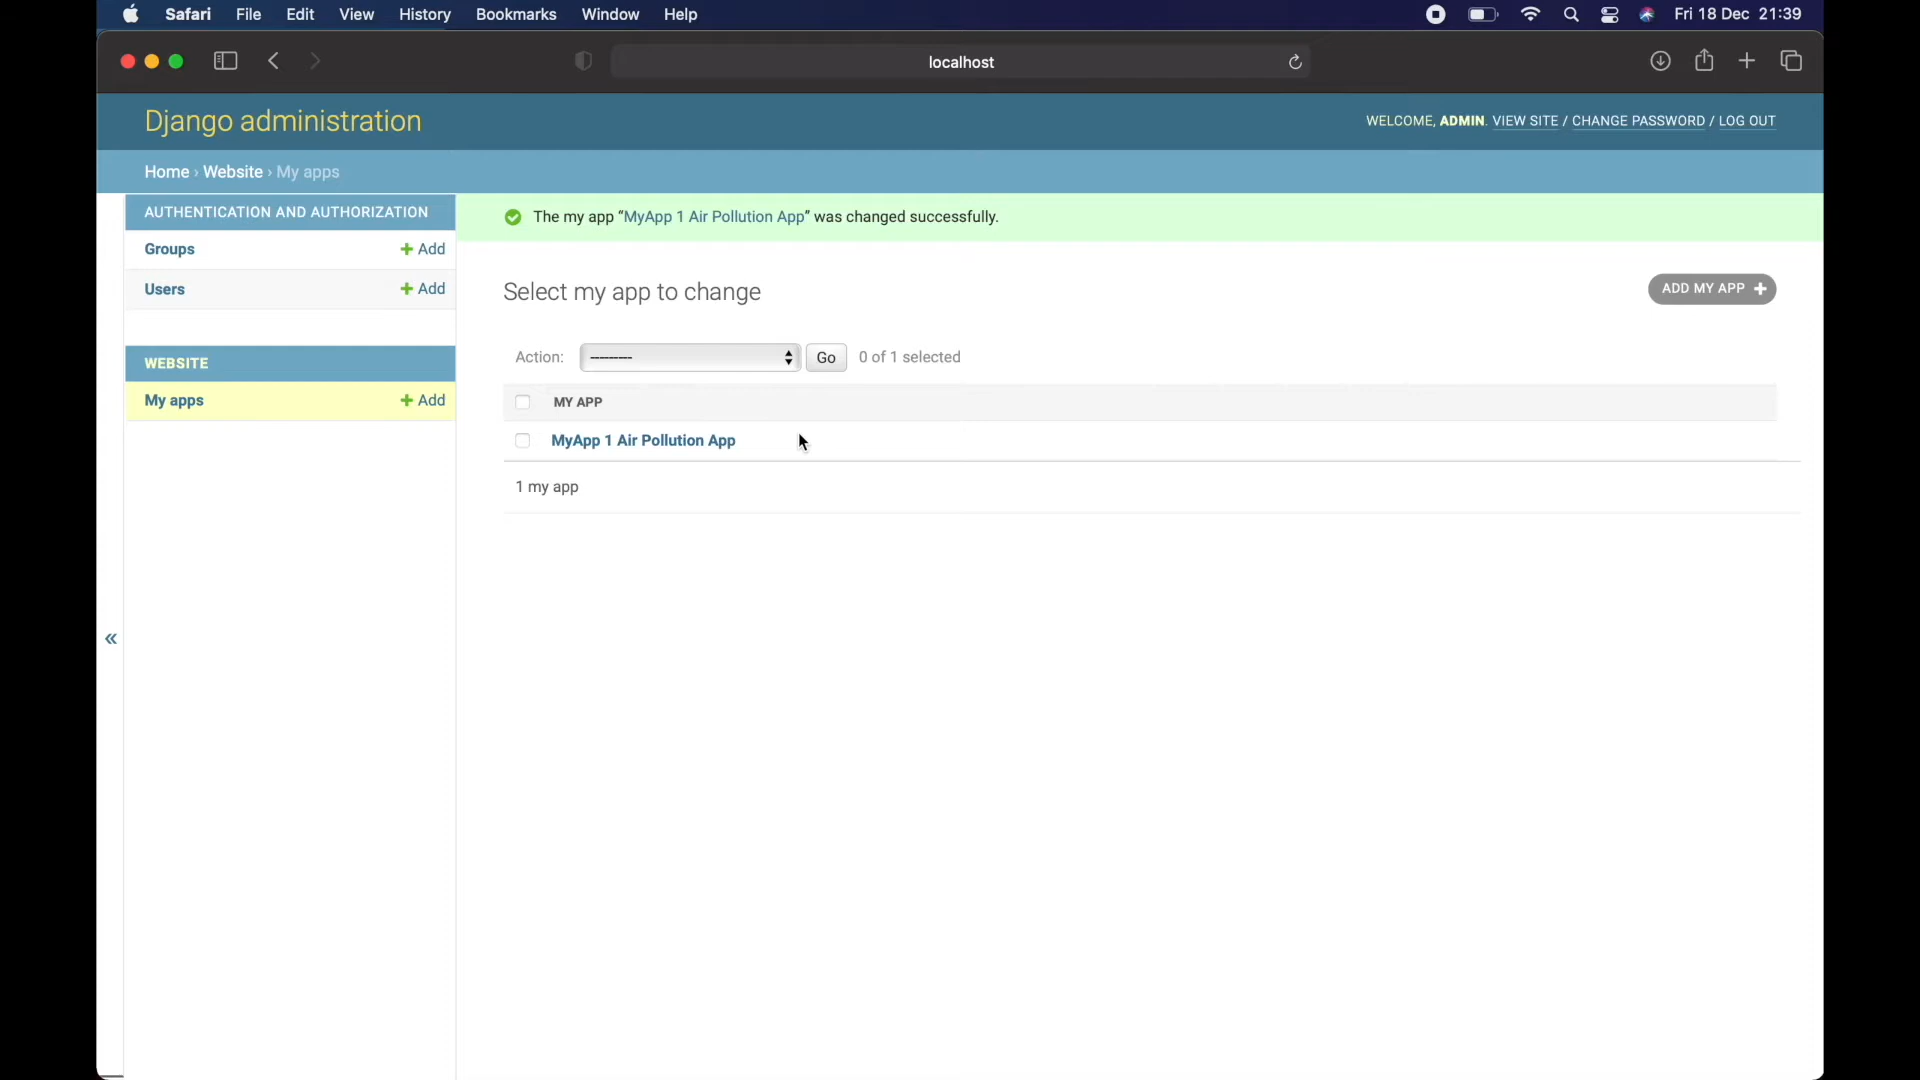 Safari File Edit View History Bookmarks Window Help Fri 18 Dec 21:39
localhost
Django administration
WELCOME, ADMIN. VIEW SITE / CHANGE PASSWORD / LOG OUT
Home › Website › My apps
AUTHENTICATION AND AUTHORIZATION
Groups + Add
Users + Add
WEBSITE
My apps + Add
«
The my app “MyApp 1 Air Pollution App” was changed successfully.
Select my app to change
ADD MY APP +
Action: --------- Go 0 of 1 selected
MY APP
MyApp 1 Air Pollution App
1 my app